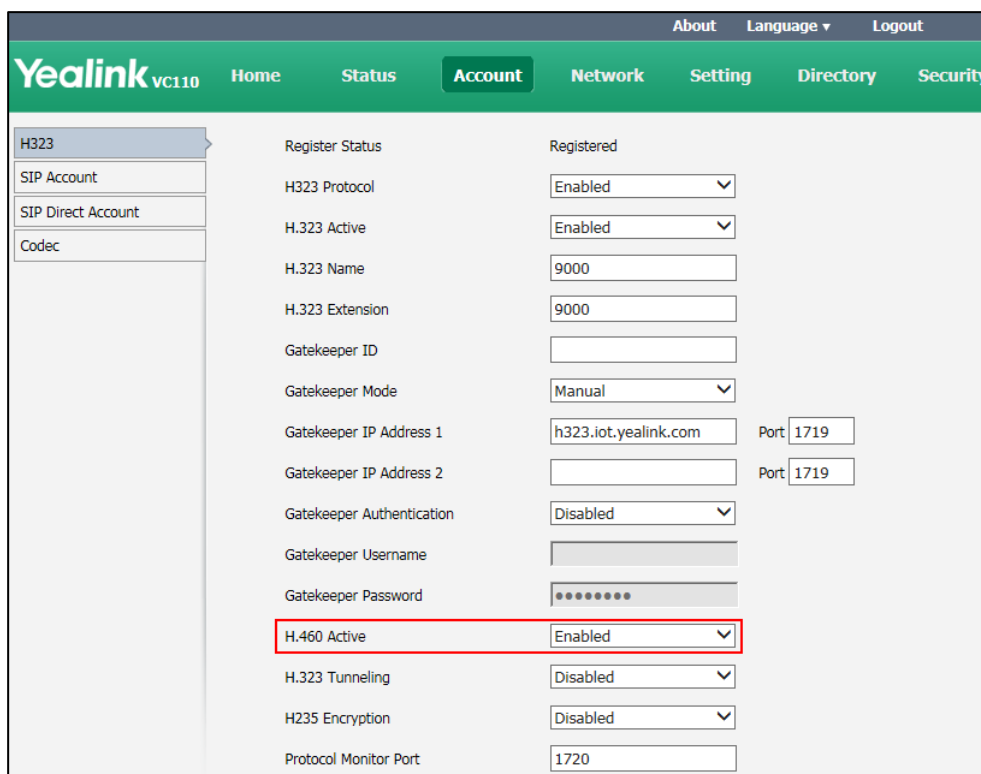 About Language ▾ Logout
Yealink VC110 Home Status Account Network Setting Directory Security
H323
SIP Account
SIP Direct Account
Codec
Register Status Registered
H323 Protocol Enabled
H.323 Active Enabled
H.323 Name 9000
H.323 Extension 9000
Gatekeeper ID
Gatekeeper Mode Manual
Gatekeeper IP Address 1 h323.iot.yealink.com Port 1719
Gatekeeper IP Address 2 Port 1719
Gatekeeper Authentication Disabled
Gatekeeper Username
Gatekeeper Password ●●●●●●●●
H.460 Active Enabled
H.323 Tunneling Disabled
H235 Encryption Disabled
Protocol Monitor Port 1720